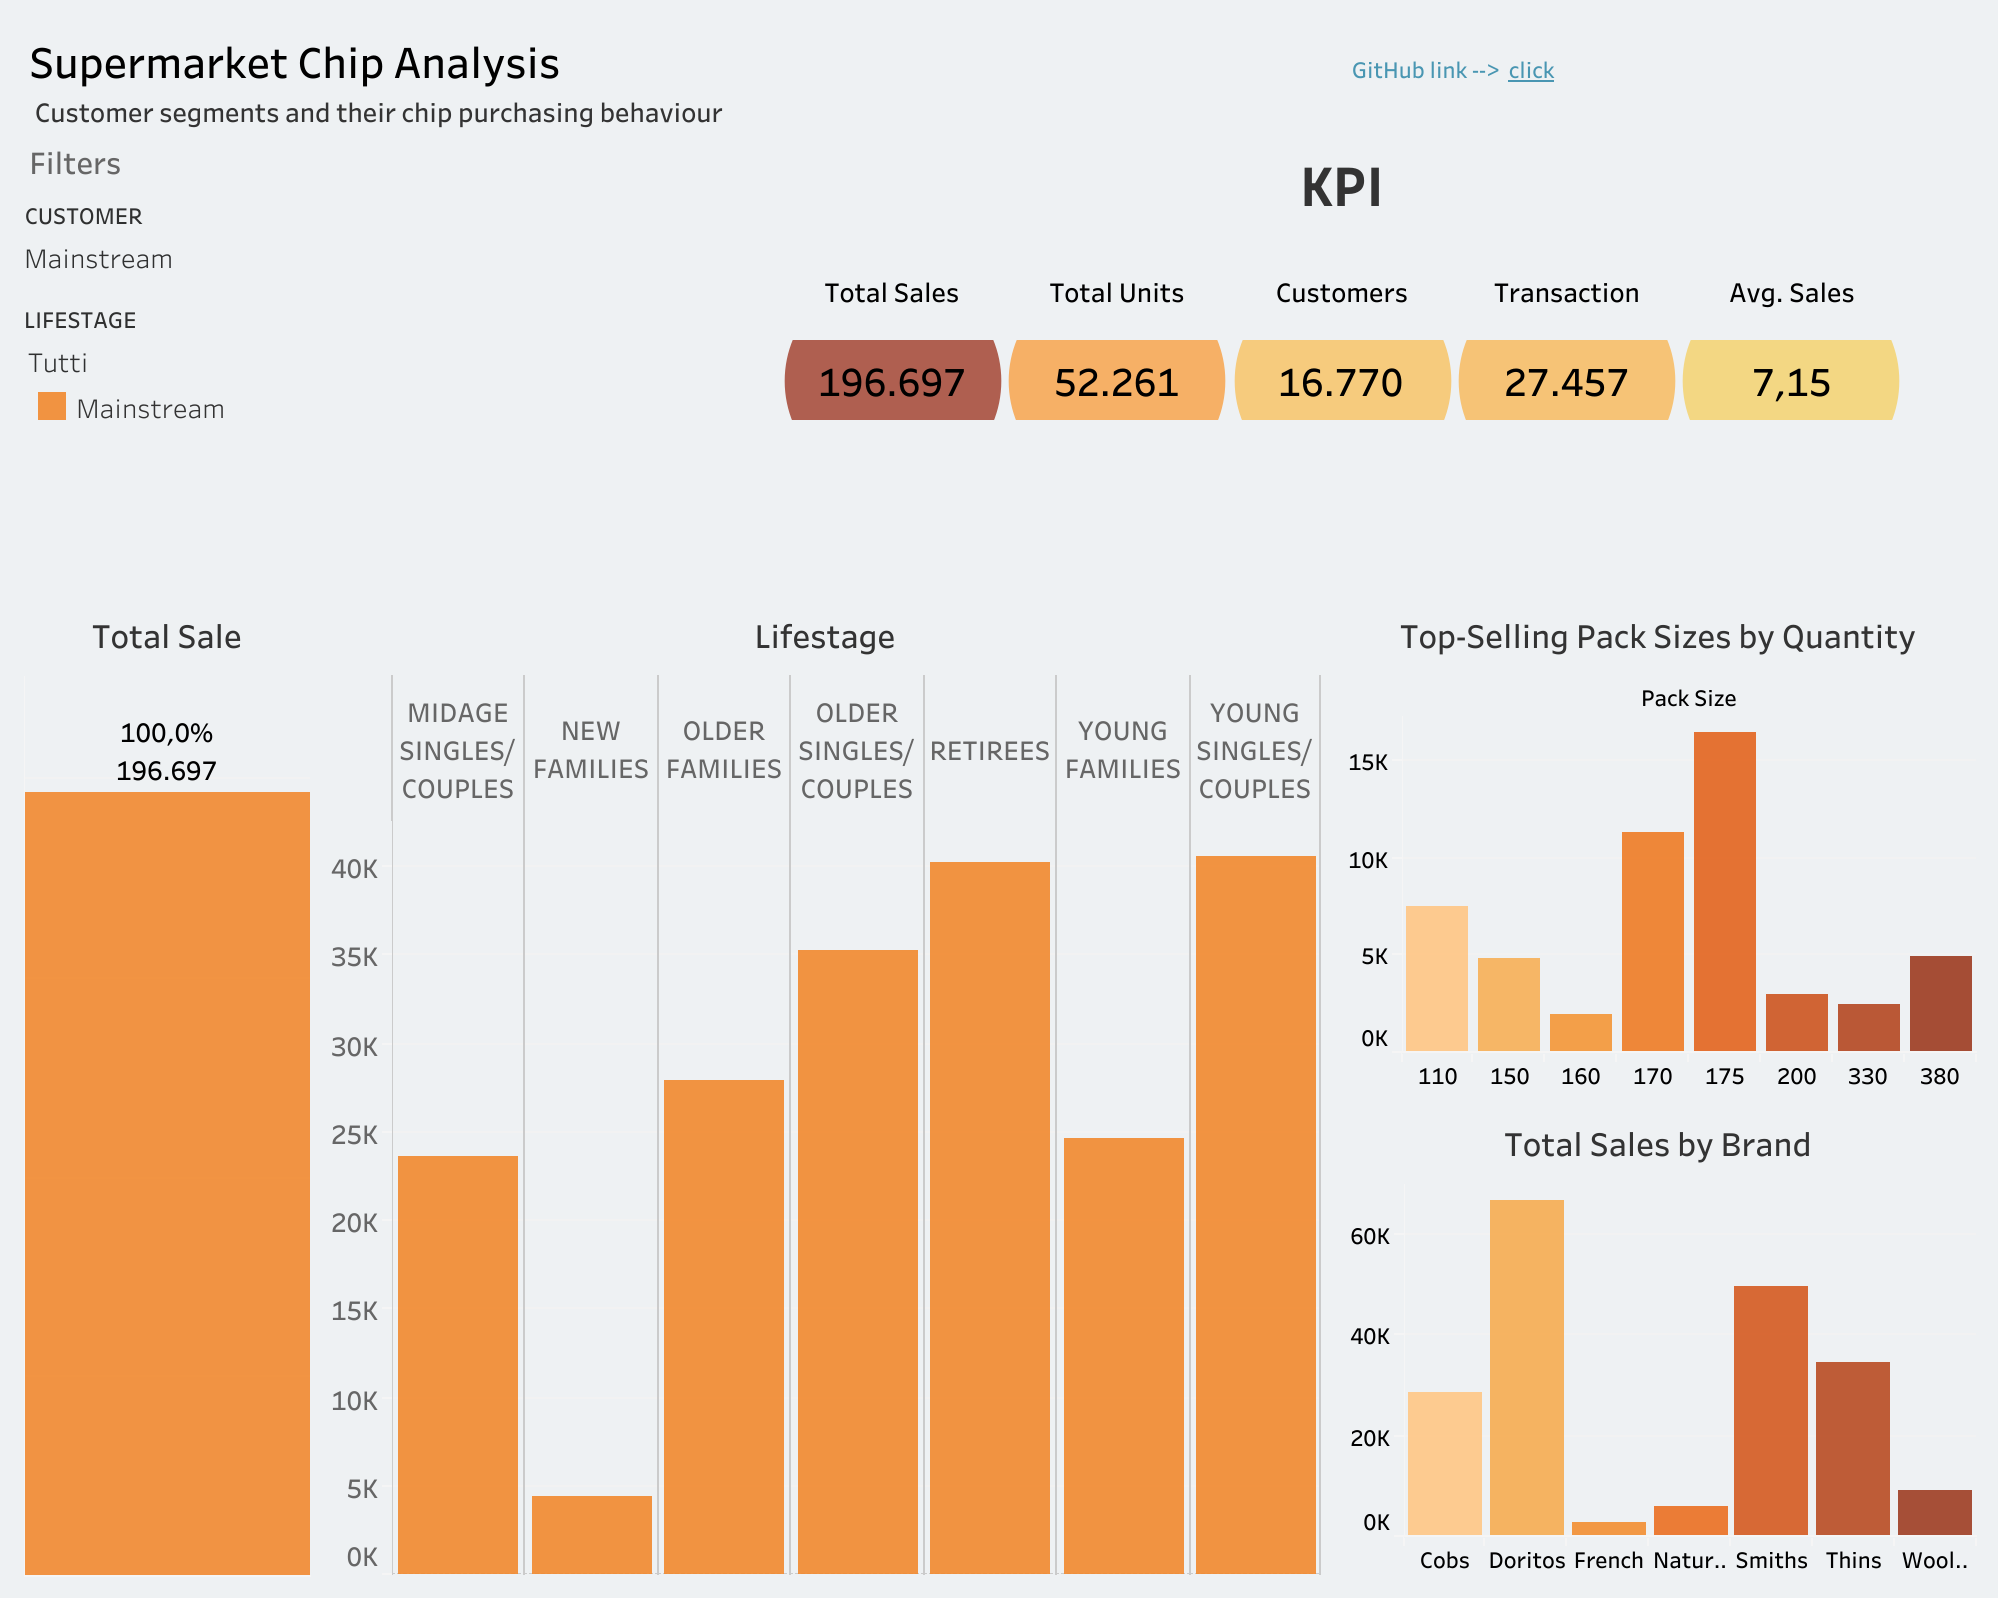 Supermarket Chip Analysis
GitHub link --> click
Customer segments and their chip purchasing behaviour
Filters
CUSTOMER
Mainstream
LIFESTAGE
Tutti
Mainstream
KPI
Total Sales
Total Units
Customers
Transaction
Avg. Sales
196.697
52.261
16.770
27.457
7,15
Total Sale
100,0%
196.697
Lifestage
MIDAGE
SINGLES/
COUPLES
NEW
FAMILIES
OLDER
FAMILIES
OLDER
SINGLES/
COUPLES
RETIREES
YOUNG
FAMILIES
YOUNG
SINGLES/
COUPLES
40K
35K
30K
25K
20K
15K
10K
5K
0K
Top-Selling Pack Sizes by Quantity
Pack Size
15K
10K
5K
0K
110
150
160
170
175
200
330
380
Total Sales by Brand
60K
40K
20K
0K
Cobs
Doritos
French
Natur..
Smiths
Thins
Wool..